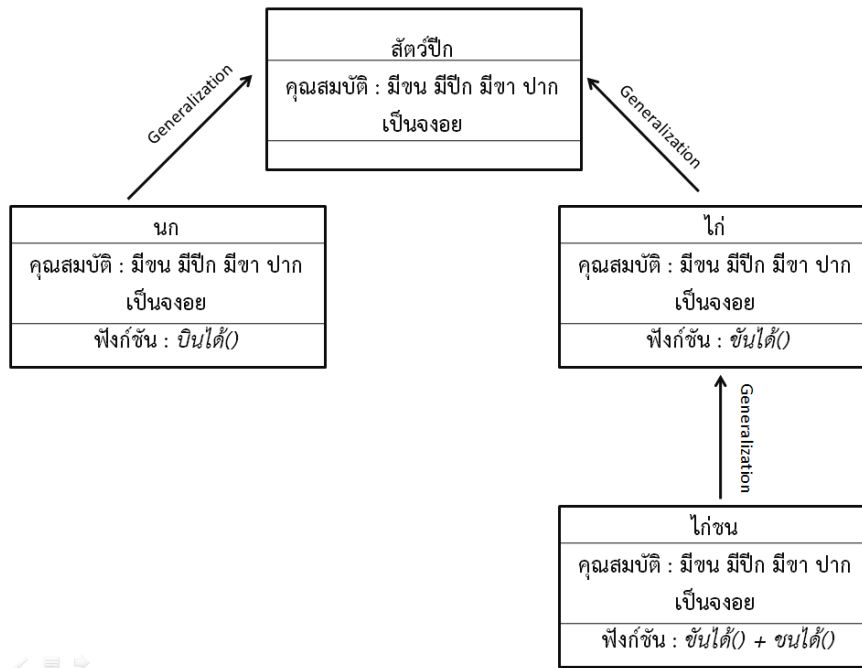 สัตว์ปีก
คุณสมบัติ : มีขน มีปีก มีขา ปาก
เป็นจงอย
Generalization
Generalization
นก
คุณสมบัติ : มีขน มีปีก มีขา ปาก
เป็นจงอย
ฟังก์ชัน : บินได้()
ไก่
คุณสมบัติ : มีขน มีปีก มีขา ปาก
เป็นจงอย
ฟังก์ชัน : ขันได้()
Generalization
ไก่ชน
คุณสมบัติ : มีขน มีปีก มีขา ปาก
เป็นจงอย
ฟังก์ชัน : ขันได้() + ชนได้()